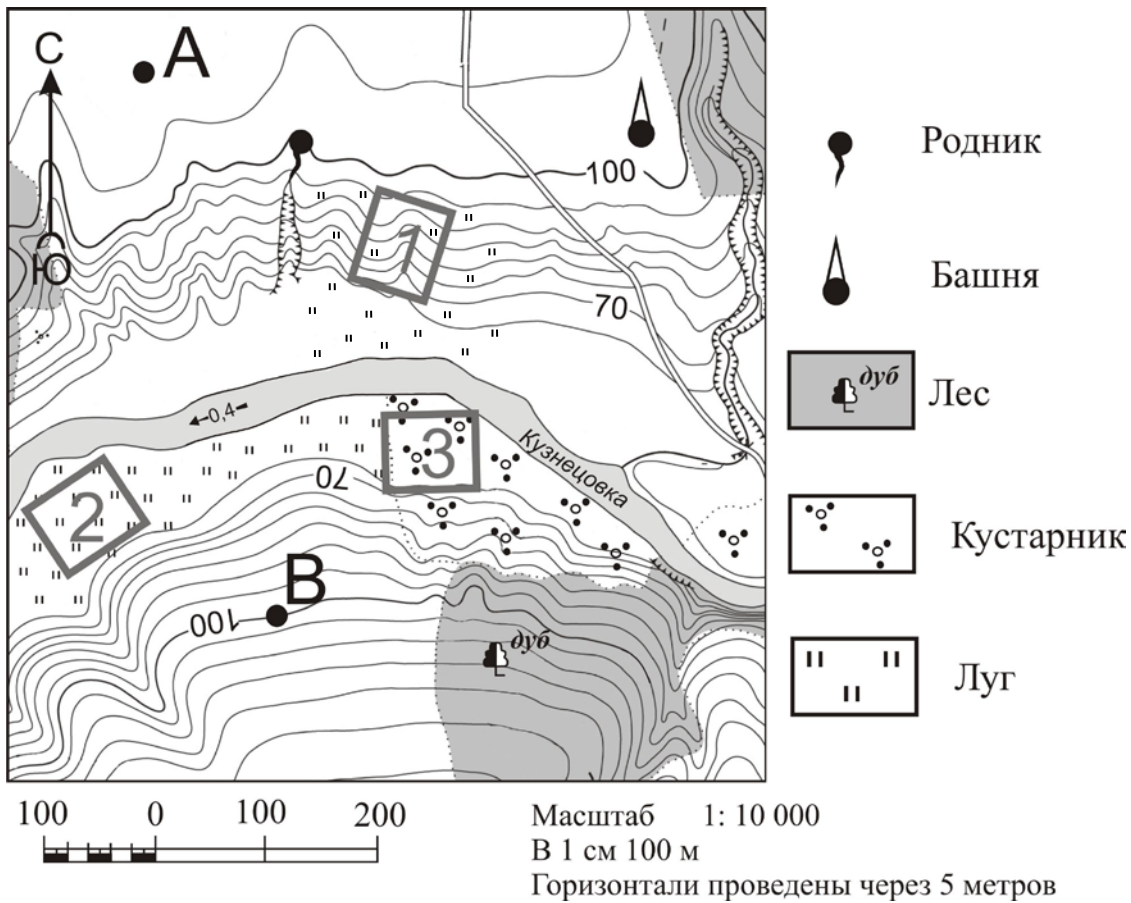 С
А
Ю
100
1
70
0,4
Кузнецовка
2
3
70
В
100
дуб
Родник
Башня
дуб
Лес
Кустарник
Луг
100 0 100 200
Масштаб 1: 10 000
В 1 см 100 м
Горизонтали проведены через 5 метров